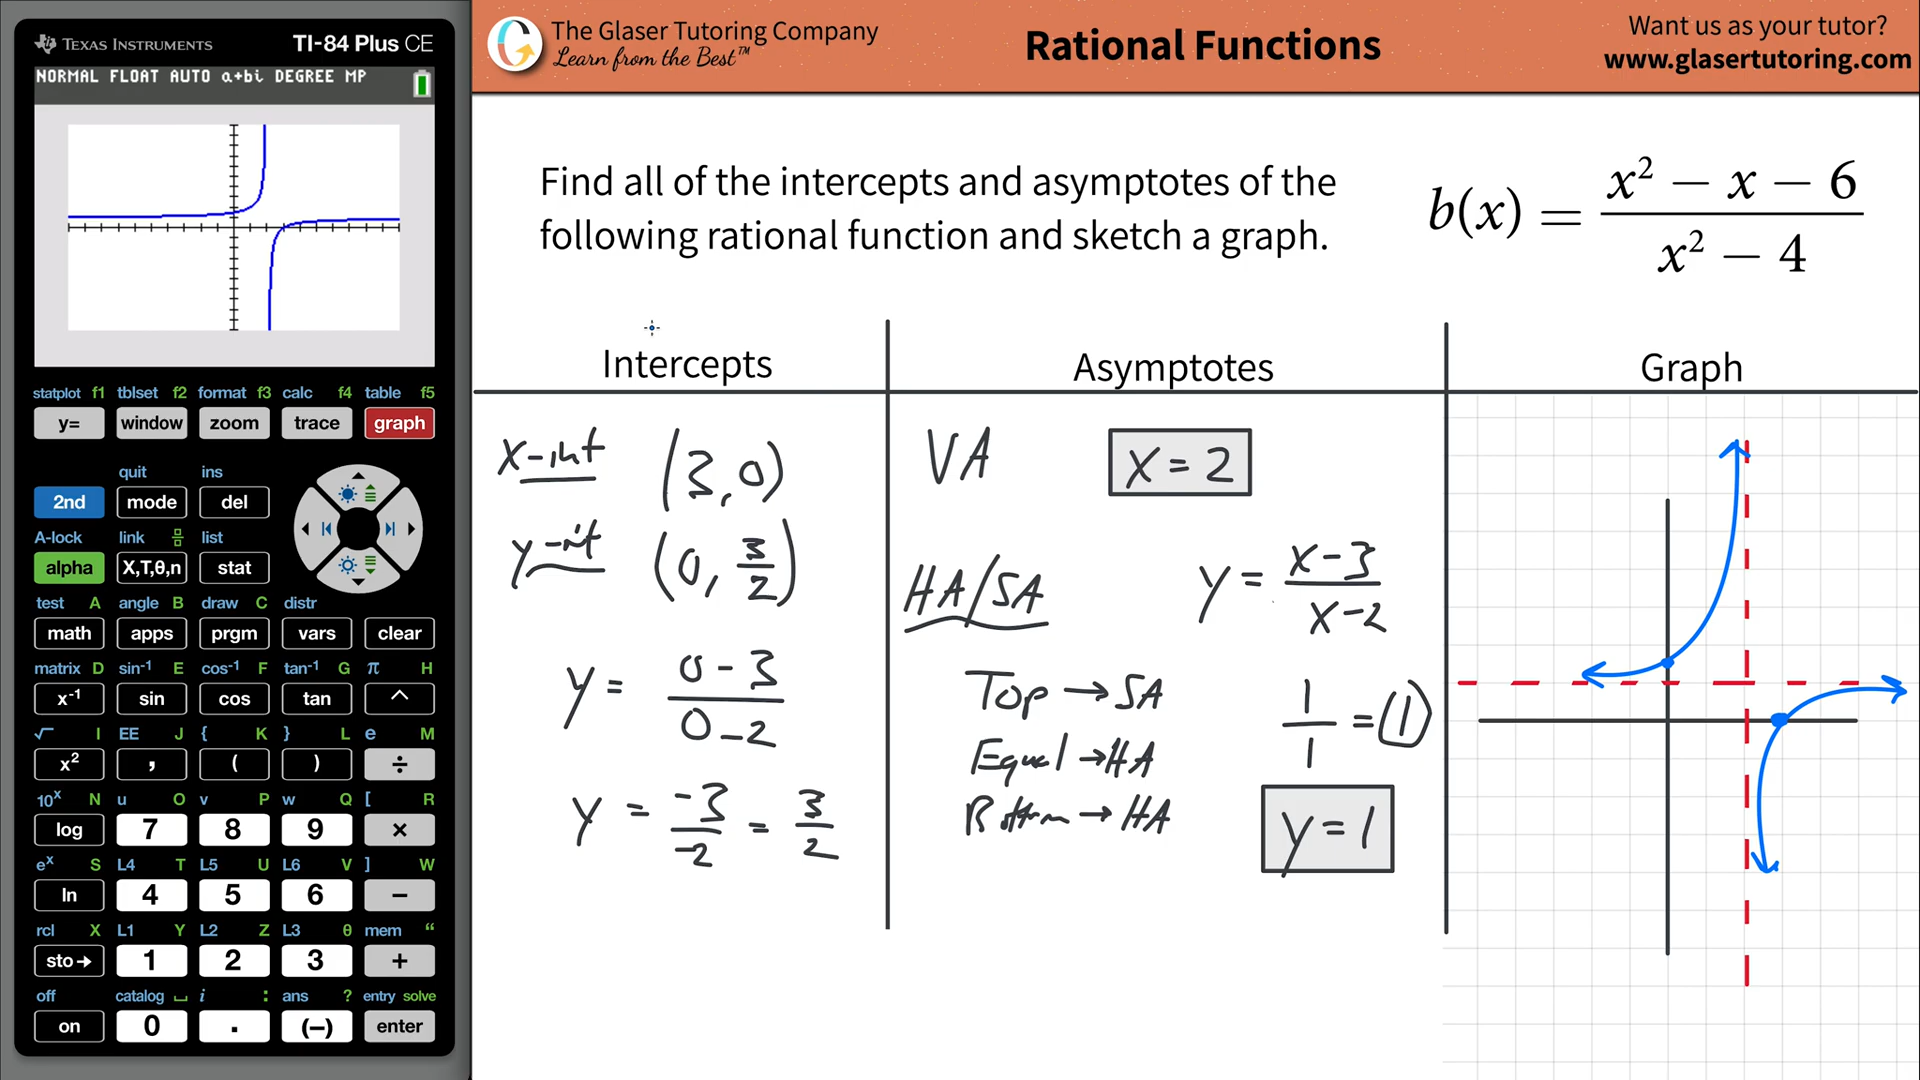 TEXAS INSTRUMENTS TI-84 Plus CE
NORMAL FLOAT AUTO a+bi DEGREE MP
statplot f1 tblset f2 format f3 calc f4 table f5
y= window zoom trace graph
quit ins
2nd mode del
A-lock link list
alpha X,T,θ,n stat
test A angle B draw C distr
math apps prgm vars clear
matrix D sin⁻¹ E cos⁻¹ F tan⁻¹ G π H
x⁻¹ sin cos tan ^
√ I EE J { K } L e M
x² , ( ) ÷
10ˣ N u O v P w Q [ R
log 7 8 9 ×
eˣ S L4 T L5 U L6 V ] W
ln 4 5 6 −
rcl X L1 Y L2 Z L3 θ mem “
sto→ 1 2 3 +
off catalog i : ans ? entry solve
on 0 . (–) enter
The Glaser Tutoring Company
Learn from the Best™
Rational Functions
Want us as your tutor?
www.glasertutoring.com
Find all of the intercepts and asymptotes of the
following rational function and sketch a graph.
b(x) = (x² − x − 6)/(x² − 4)
Intercepts
x-int (3,0)
y-int (0, 3/2)
y = (0-3)/(0-2)
y = -3/-2 = 3/2
Asymptotes
VA x = 2
HA/SA y = (x-3)/(x-2)
Top → SA
Equal → HA
Bottom → HA
1/1 = 1
y = 1
Graph